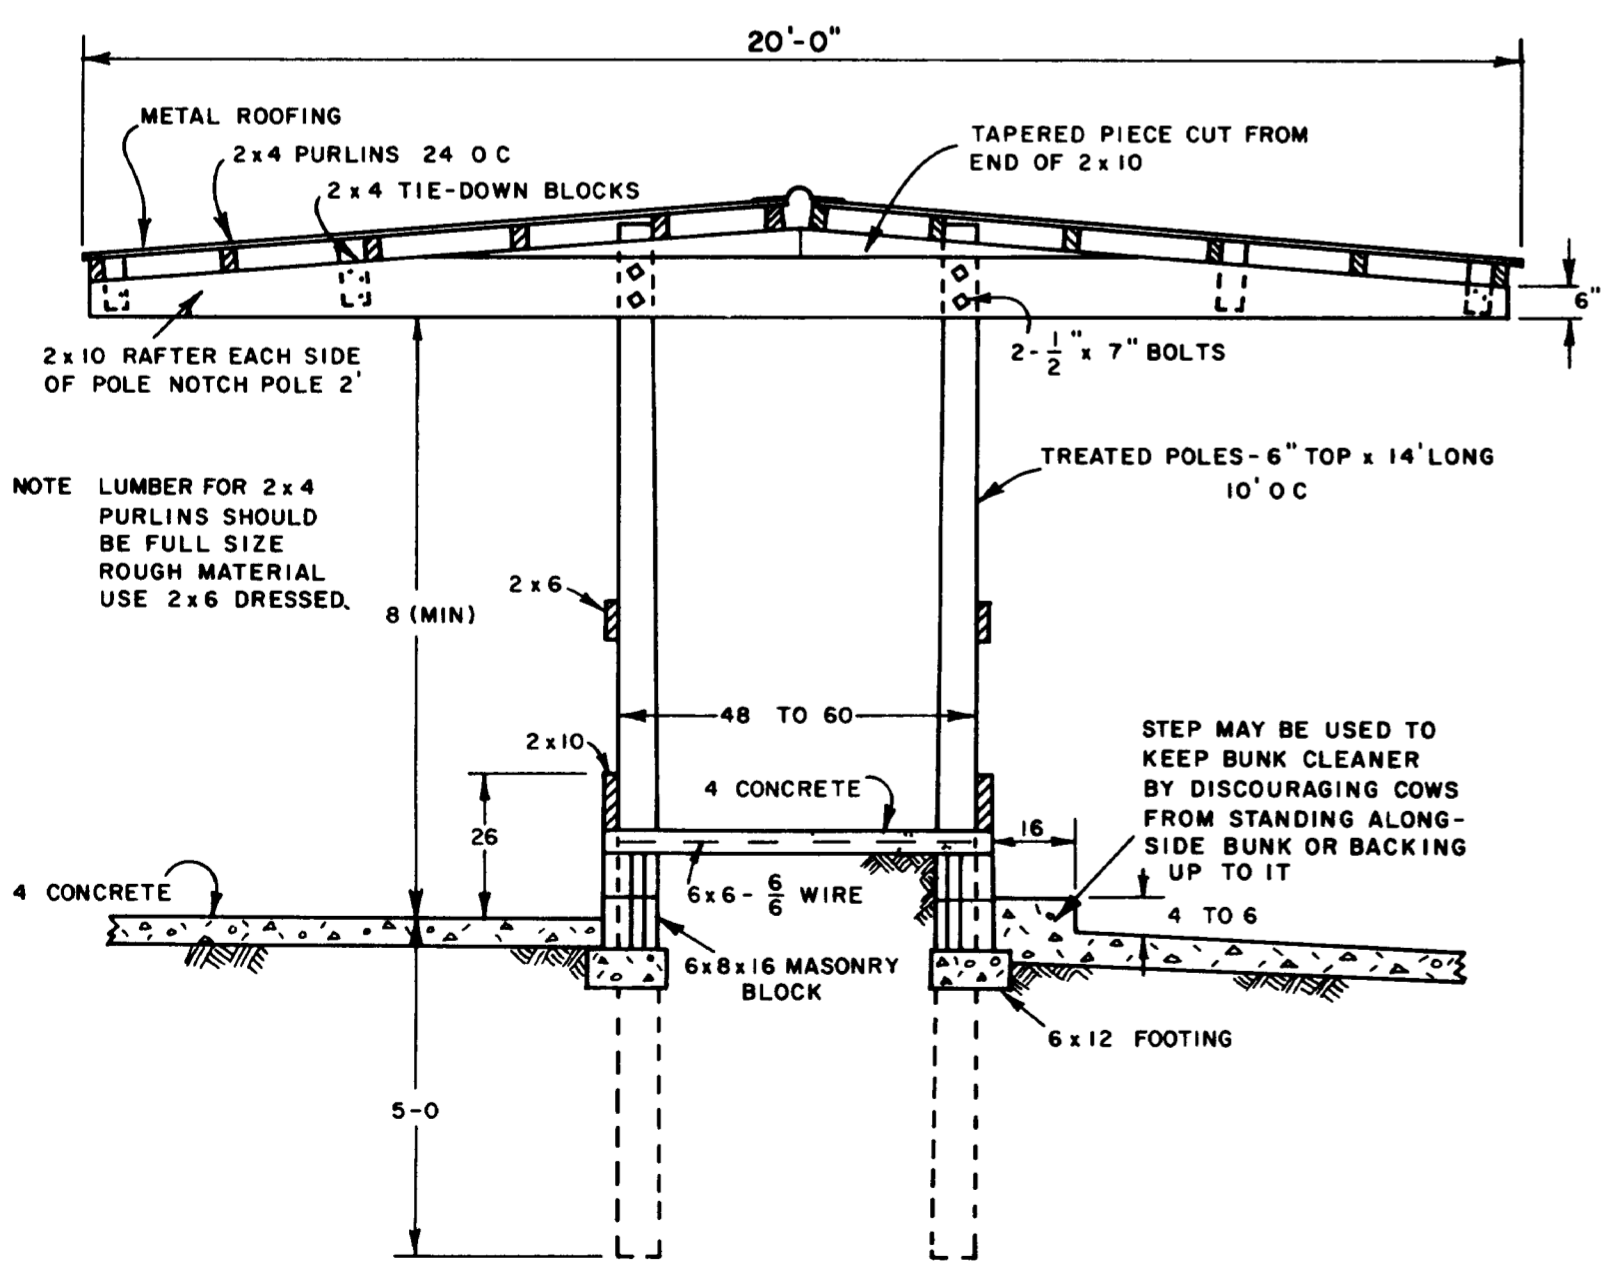 20'-0"
METAL ROOFING
2x4 PURLINS 24 O C
2x4 TIE-DOWN BLOCKS
TAPERED PIECE CUT FROM
END OF 2x10
6"
2x10 RAFTER EACH SIDE
OF POLE NOTCH POLE 2'
2-1/2" x 7" BOLTS
TREATED POLES-6" TOP x 14' LONG
10' O C
NOTE LUMBER FOR 2x4
PURLINS SHOULD
BE FULL SIZE
ROUGH MATERIAL
USE 2x6 DRESSED.
8 (MIN)
2x6
48 TO 60
2x10
4 CONCRETE
26
16
STEP MAY BE USED TO
KEEP BUNK CLEANER
BY DISCOURAGING COWS
FROM STANDING ALONG-
SIDE BUNK OR BACKING
UP TO IT
4 CONCRETE
6x6-6/6 WIRE
4 TO 6
6x8x16 MASONRY
BLOCK
6x12 FOOTING
5-0